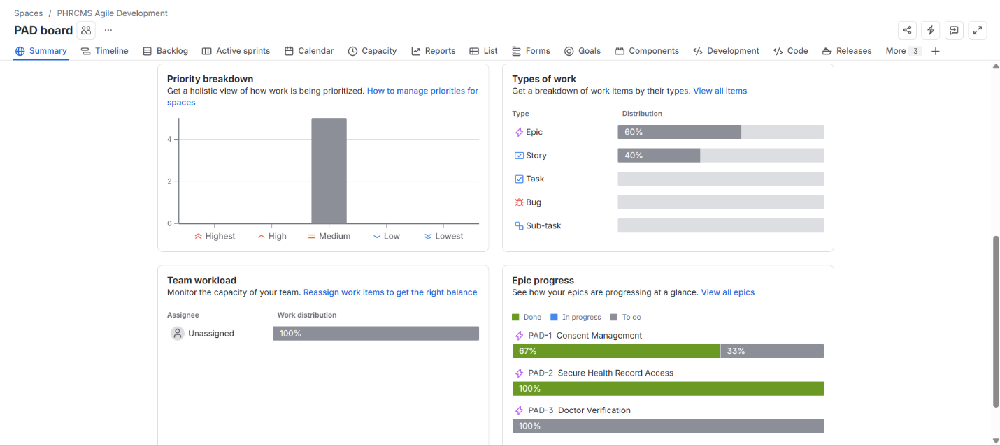 Spaces / PHRCMS Agile Development
PAD board
Summary Timeline Backlog Active sprints Calendar Capacity Reports List Forms Goals Components Development Code Releases More 3
Priority breakdown
Get a holistic view of how work is being prioritized. How to manage priorities for
spaces
4
2
0
Highest High Medium Low Lowest
Types of work
Get a breakdown of work items by their types. View all items
Type Distribution
Epic 60%
Story 40%
Task
Bug
Sub-task
Team workload
Monitor the capacity of your team. Reassign work items to get the right balance
Assignee Work distribution
Unassigned 100%
Epic progress
See how your epics are progressing at a glance. View all epics
Done In progress To do
PAD-1 Consent Management
67% 33%
PAD-2 Secure Health Record Access
100%
PAD-3 Doctor Verification
100%